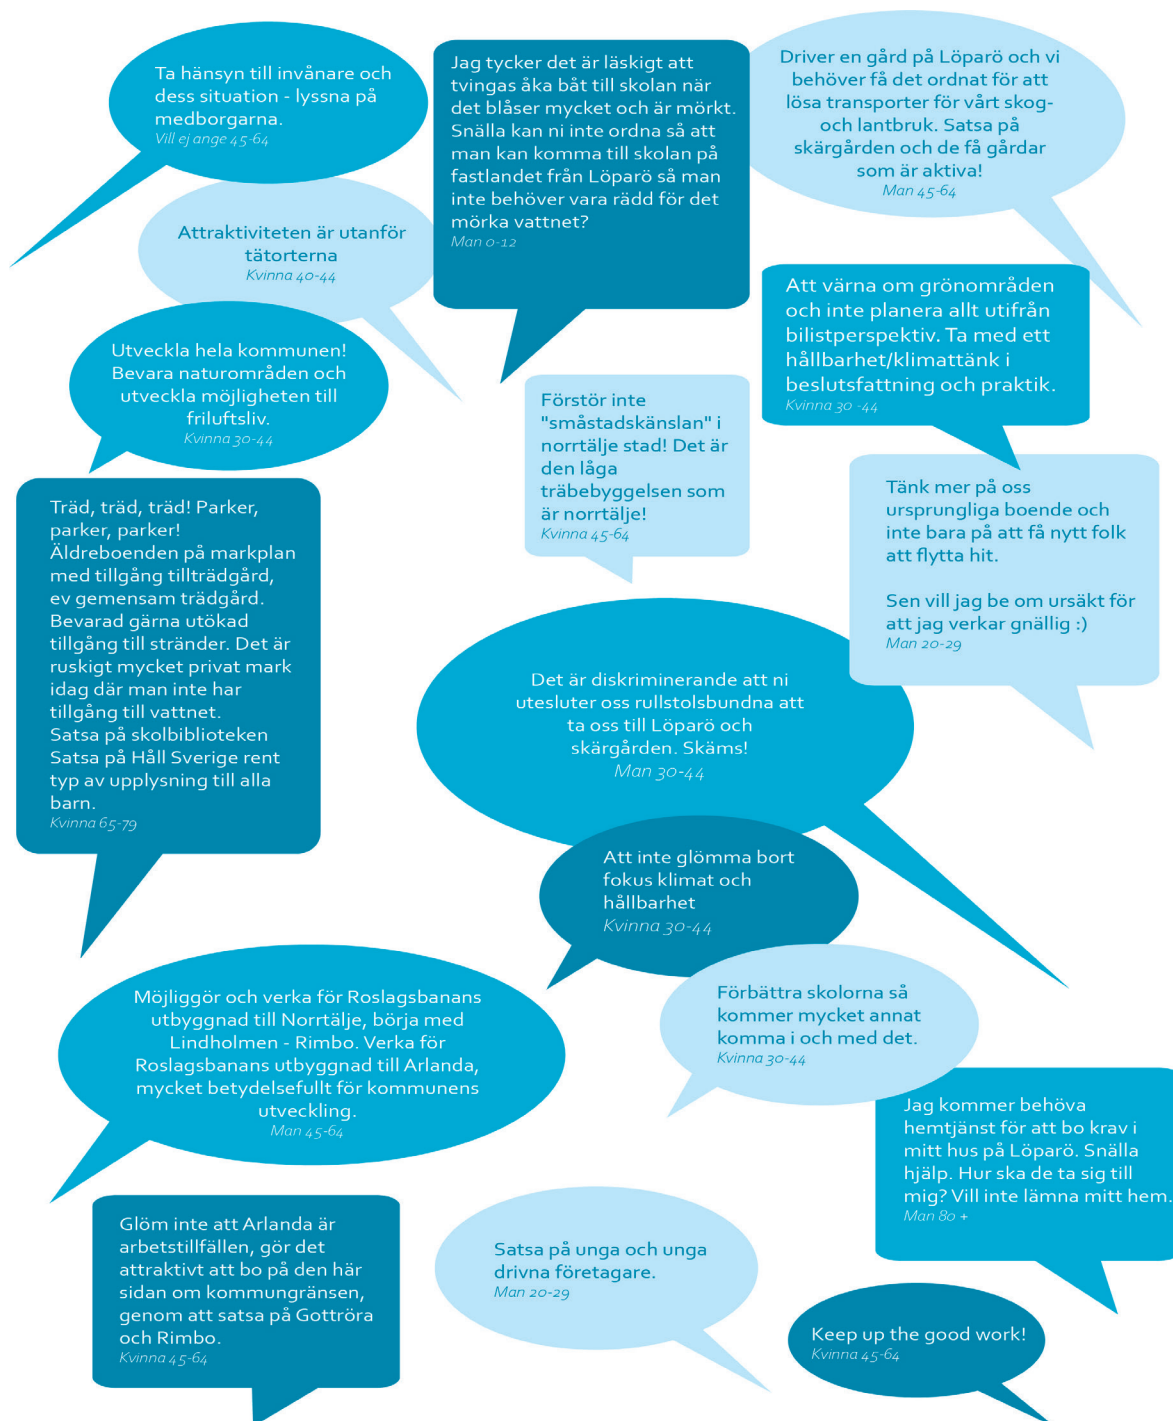 Ta hänsyn till invånare och
dess situation - lyssna på
medborgarna.
Vill ej ange 45-64
Jag tycker det är läskigt att
tvingas åka båt till skolan när
det blåser mycket och är mörkt.
Snälla kan ni inte ordna så att
man kan komma till skolan på
fastlandet från Löparö så man
inte behöver vara rädd för det
mörka vattnet?
Man 0-12
Driver en gård på Löparö och vi
behöver få det ordnat för att
lösa transporter för vårt skog-
och lantbruk. Satsa på
skärgården och de få gårdar
som är aktiva!
Man 45-64
Attraktiviteten är utanför
tätorterna
Kvinna 40-44
Att värna om grönområden
och inte planera allt utifrån
bilistperspektiv. Ta med ett
hållbarhet/klimattänk i
beslutsfattning och praktik.
Kvinna 30 -44
Utveckla hela kommunen!
Bevara naturområden och
utveckla möjligheten till
friluftsliv.
Kvinna 30-44
Förstör inte
"småstadskänslan" i
norrtälje stad! Det är
den låga
träbebyggelsen som
är norrtälje!
Kvinna 45-64
Tänk mer på oss
ursprungliga boende och
inte bara på att få nytt folk
att flytta hit.
Sen vill jag be om ursäkt för
att jag verkar gnällig :)
Man 20-29
Träd, träd, träd! Parker,
parker, parker!
Äldreboenden på markplan
med tillgång tillträdgård,
ev gemensam trädgård.
Bevarad gärna utökad
tillgång till stränder. Det är
ruskigt mycket privat mark
idag där man inte har
tillgång till vattnet.
Satsa på skolbiblioteken
Satsa på Håll Sverige rent
typ av upplysning till alla
barn.
Kvinna 65-79
Det är diskriminerande att ni
utesluter oss rullstolsbundna att
ta oss till Löparö och
skärgården. Skäms!
Man 30-44
Att inte glömma bort
fokus klimat och
hållbarhet
Kvinna 30-44
Möjliggör och verka för Roslagsbanans
utbyggnad till Norrtälje, börja med
Lindholmen - Rimbo. Verka för
Roslagsbanans utbyggnad till Arlanda,
mycket betydelsefullt för kommunens
utveckling.
Man 45-64
Förbättra skolorna så
kommer mycket annat
komma i och med det.
Kvinna 30-44
Jag kommer behöva
hemtjänst för att bo krav i
mitt hus på Löparö. Snälla
hjälp. Hur ska de ta sig till
mig? Vill inte lämna mitt hem.
Man 80 +
Glöm inte att Arlanda är
arbetstillfällen, gör det
attraktivt att bo på den här
sidan om kommungränsen,
genom att satsa på Gottröra
och Rimbo.
Kvinna 45-64
Satsa på unga och unga
drivna företagare.
Man 20-29
Keep up the good work!
Kvinna 45-64